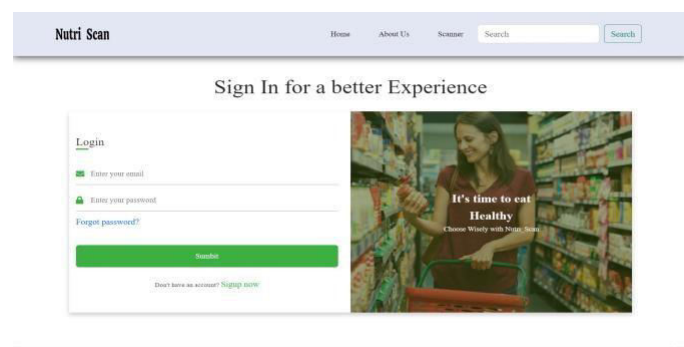 Nutri Scan
Home About Us Scanner Search Search
Sign In for a better Experience
Login
Enter your email
Enter your password
Forgot password?
Sumbit
Don't have an account? Signup now
It's time to eat
Healthy
Choose Wisely with Nutri_Scan